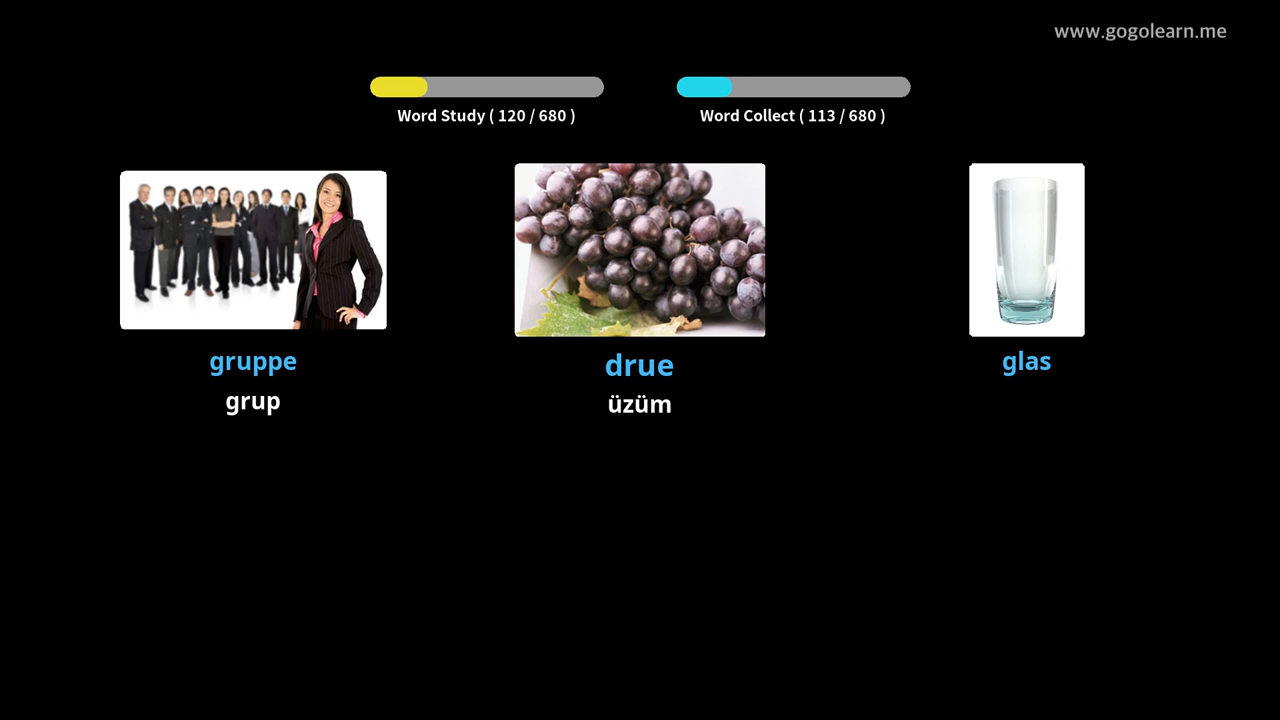 www.gogolearn.me
Word Study ( 120 / 680 )
Word Collect ( 113 / 680 )
gruppe
drue
glas
grup
üzüm